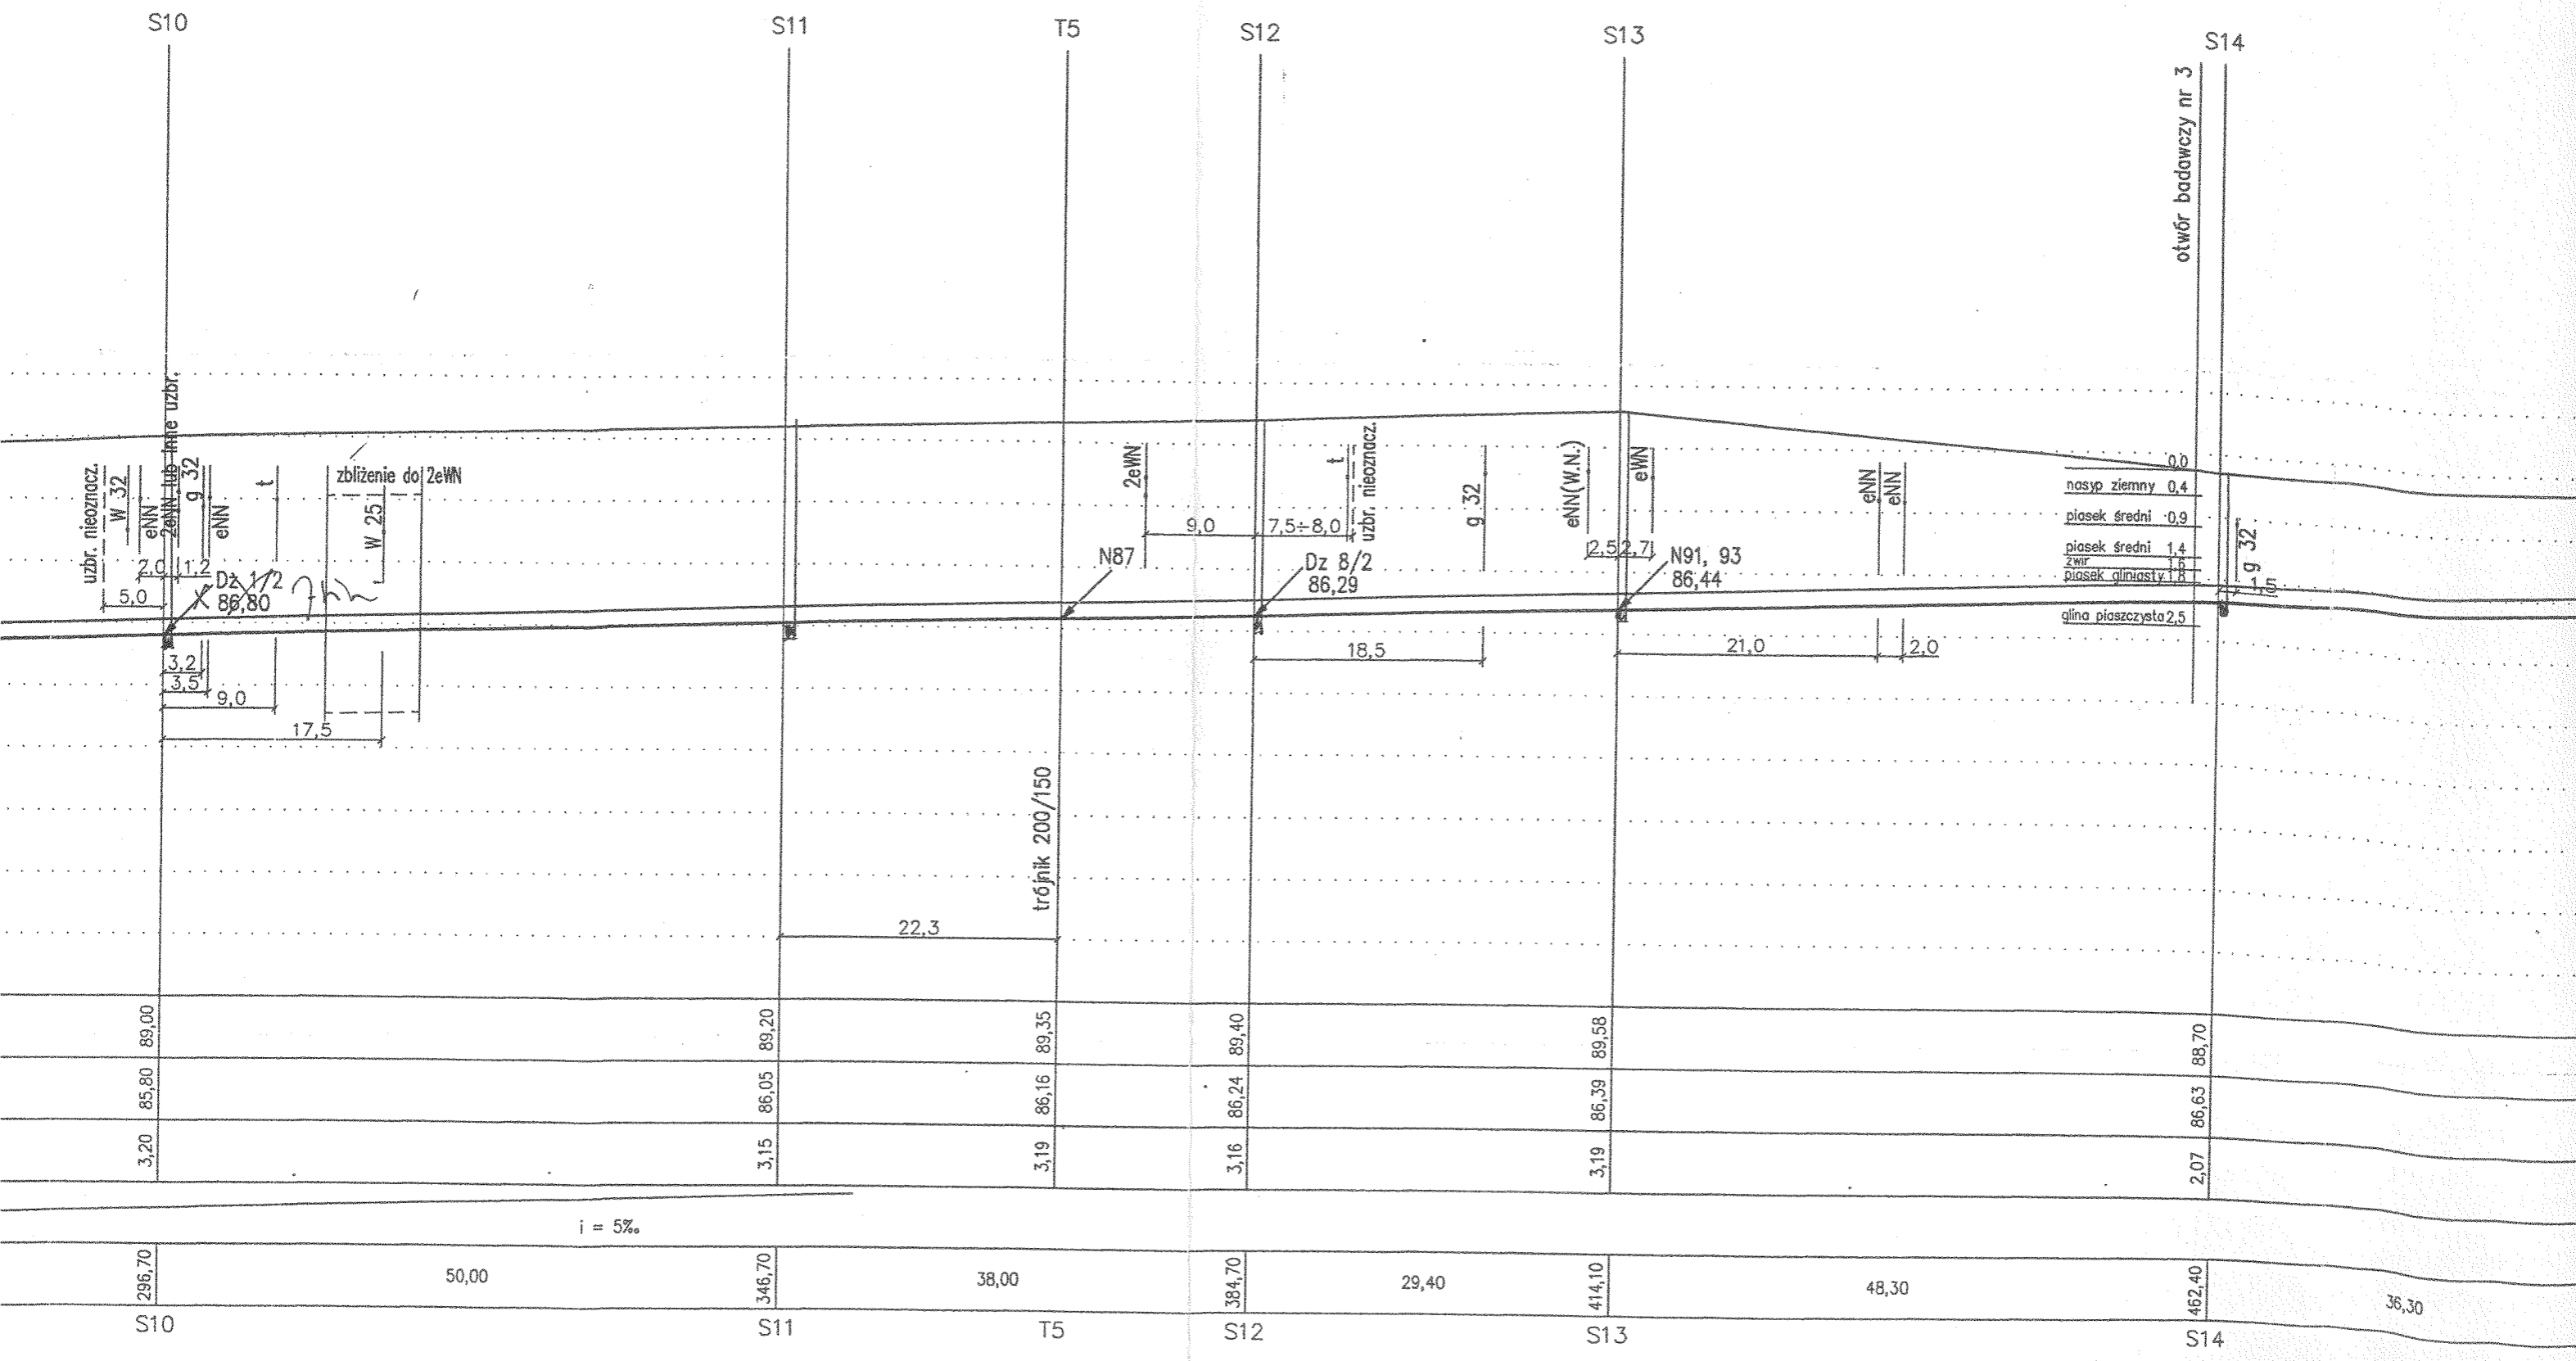 S10
S11
T5
S12
S13
S14
otwór badawczy nr 3
uzbr. nieoznacz.
W 32
eNN
2eNN lub inne uzbr.
g 32
eNN
t
zbliżenie do 2eWN
W 25
2,0
1,2
5,0
Dz 1/2
86,80
3,2
3,5
9,0
17,5
N87
2eWN
9,0
7,5÷8,0
t
uzbr. nieoznacz.
Dz 8/2
86,29
g 32
18,5
eNN(W.N.)
eWN
2,5
2,7
N91, 93
86,44
eNN
eNN
21,0
2,0
0,0
nasyp ziemny 0,4
piasek średni 0,9
piasek średni 1,4
żwir 1,6
piasek gliniasty 1,8
glina piaszczysta 2,5
g 32
1,5
trójnik 200/150
22,3
89,00
89,20
89,35
89,40
89,58
88,70
85,80
86,05
86,16
86,24
86,39
86,63
3,20
3,15
3,19
3,16
3,19
2,07
i = 5‰
296,70
50,00
346,70
38,00
384,70
29,40
414,10
48,30
462,40
36,30
S10
S11
T5
S12
S13
S14